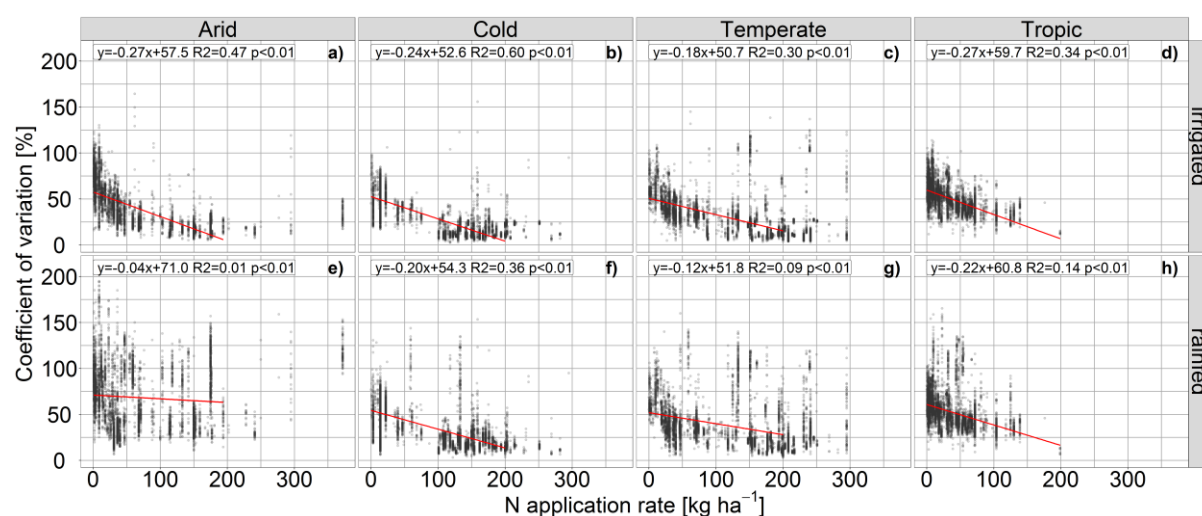 Arid Cold Temperate Tropic
y=−0.27x+57.5 R2=0.47 p<0.01 a) y=−0.24x+52.6 R2=0.60 p<0.01 b) y=−0.18x+50.7 R2=0.30 p<0.01 c) y=−0.27x+59.7 R2=0.34 p<0.01 d)
200
150
100
50
0
Irrigated
y=−0.04x+71.0 R2=0.01 p<0.01 e) y=−0.20x+54.3 R2=0.36 p<0.01 f) y=−0.12x+51.8 R2=0.09 p<0.01 g) y=−0.22x+60.8 R2=0.14 p<0.01 h)
200
150
100
50
0
rainfed
Coefficient of variation [%]
0 100 200 300 0 100 200 300 0 100 200 300 0 100 200 300
N application rate [kg ha−1]